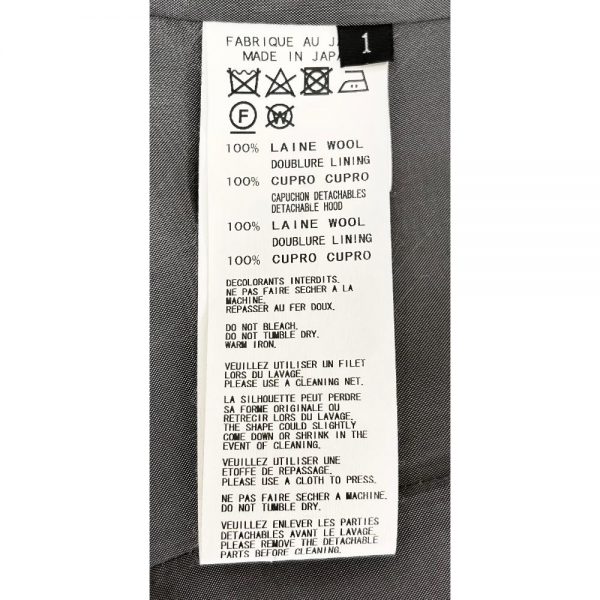 FABRIQUE AU
MADE IN JAPA
1
F
W
100% LAINE WOOL
DOUBLURE LINING
100% CUPRO CUPRO
CAPUCHON DETACHABLES
DETACHABLE HOOD
100% LAINE WOOL
DOUBLURE LINING
100% CUPRO CUPRO
DECOLORANTS INTERDITS.
NE PAS FAIRE SECHER A LA
MACHINE.
REPASSER AU FER DOUX.
DO NOT BLEACH.
DO NOT TUMBLE DRY.
WARM IRON.
VEUILLEZ UTILISER UN FILET
LORS DU LAVAGE.
PLEASE USE A CLEANING NET.
LA SILHOUETTE PEUT PERDRE
SA FORME ORIGINALE OU
RETRECIR LORS DU LAVAGE.
THE SHAPE COULD SLIGHTLY
COME DOWN OR SHRINK IN THE
EVENT OF CLEANING.
VEUILLEZ UTILISER UNE
ETOFFE DE REPASSAGE.
PLEASE USE A CLOTH TO PRESS.
NE PAS FAIRE SECHER A MACHINE.
DO NOT TUMBLE DRY.
VEUILLEZ ENLEVER LES PARTIES
DETACHABLES AVANT LE LAVAGE.
PLEASE REMOVE THE DETACHABLE
PARTS BEFORE CLEANING.